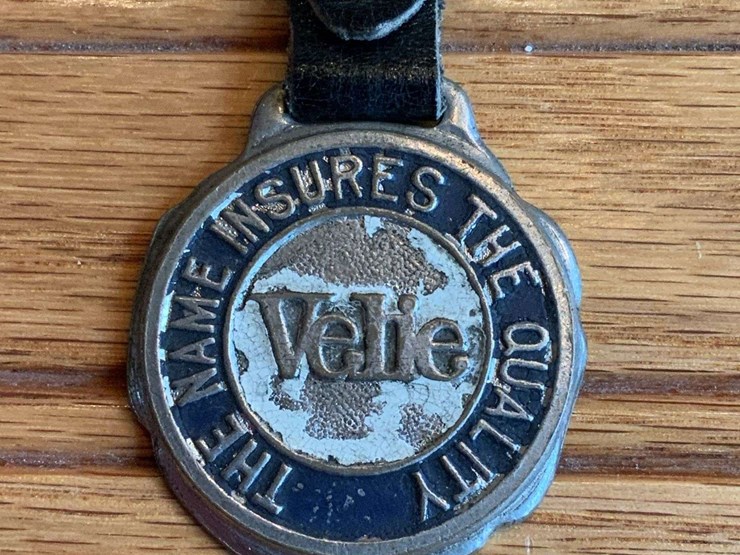 THE NAME INSURES THE QUALITY
Velie